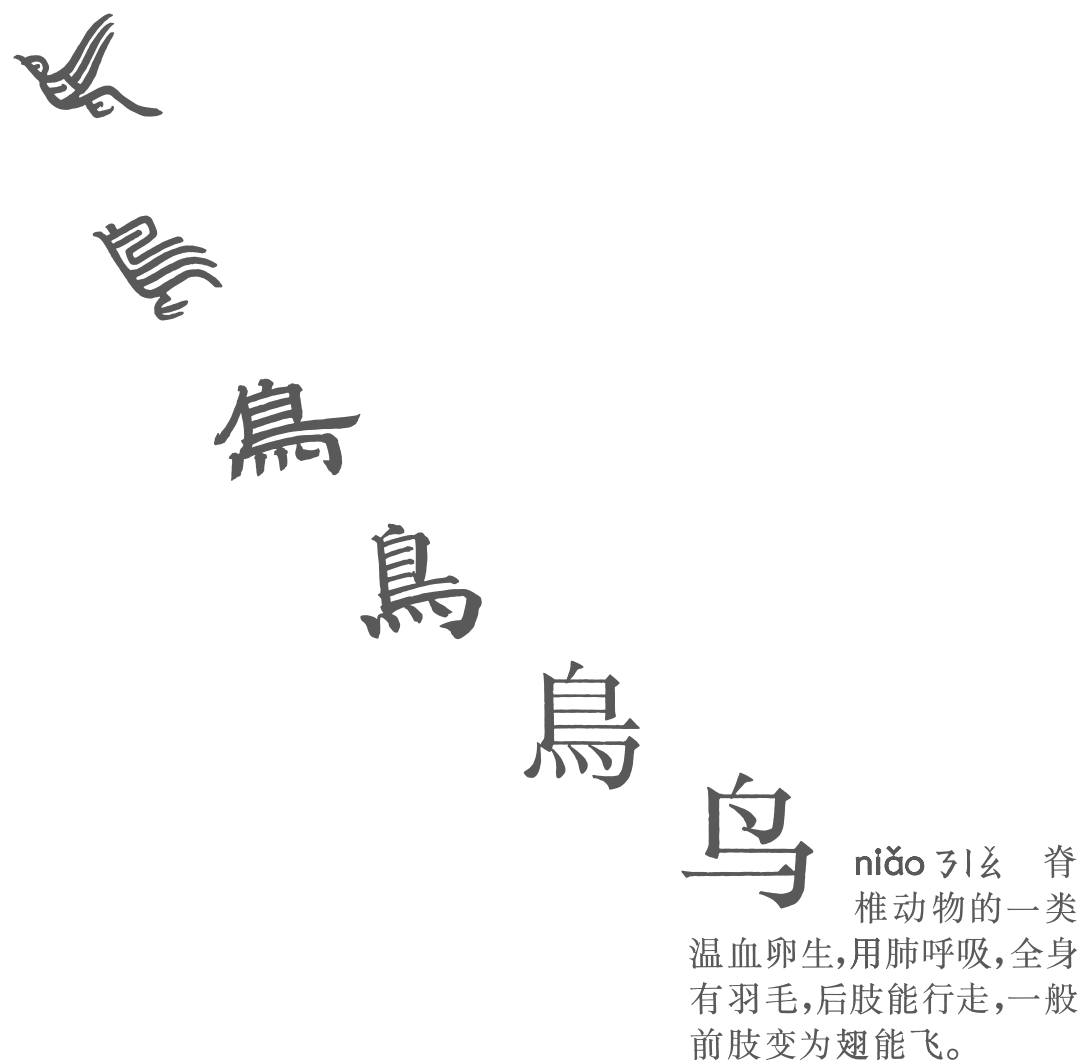 鳥
鳥
鳥
鸟
niǎo ㄋㄧㄠˇ 脊
椎动物的一类
温血卵生,用肺呼吸,全身
有羽毛,后肢能行走,一般
前肢变为翅能飞。